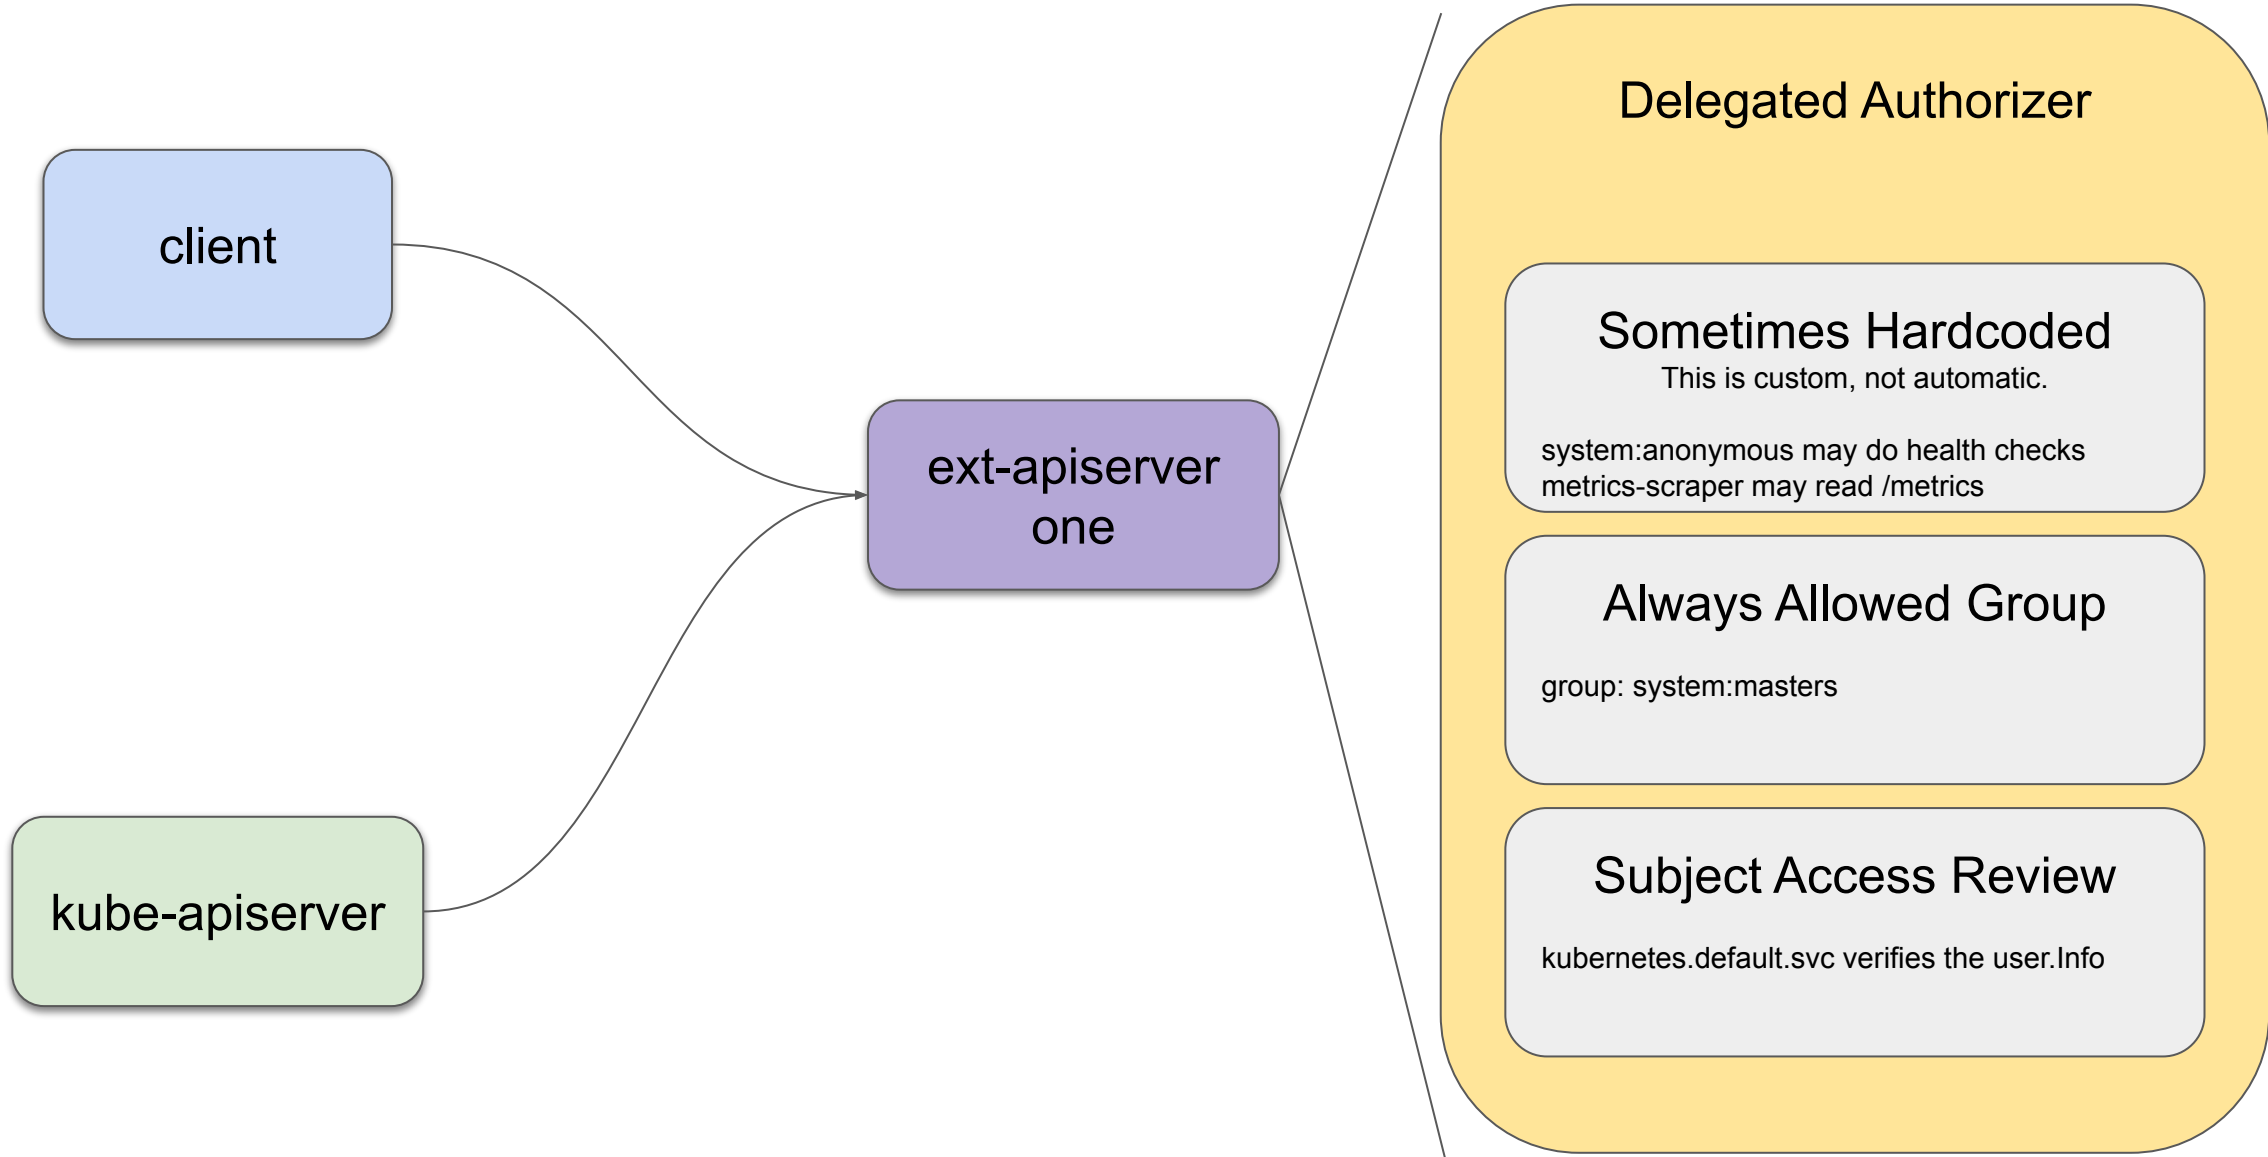 client
kube-apiserver
ext-apiserver
one
Delegated Authorizer
Sometimes Hardcoded
This is custom, not automatic.
system:anonymous may do health checks
metrics-scraper may read /metrics
Always Allowed Group
group: system:masters
Subject Access Review
kubernetes.default.svc verifies the user.Info